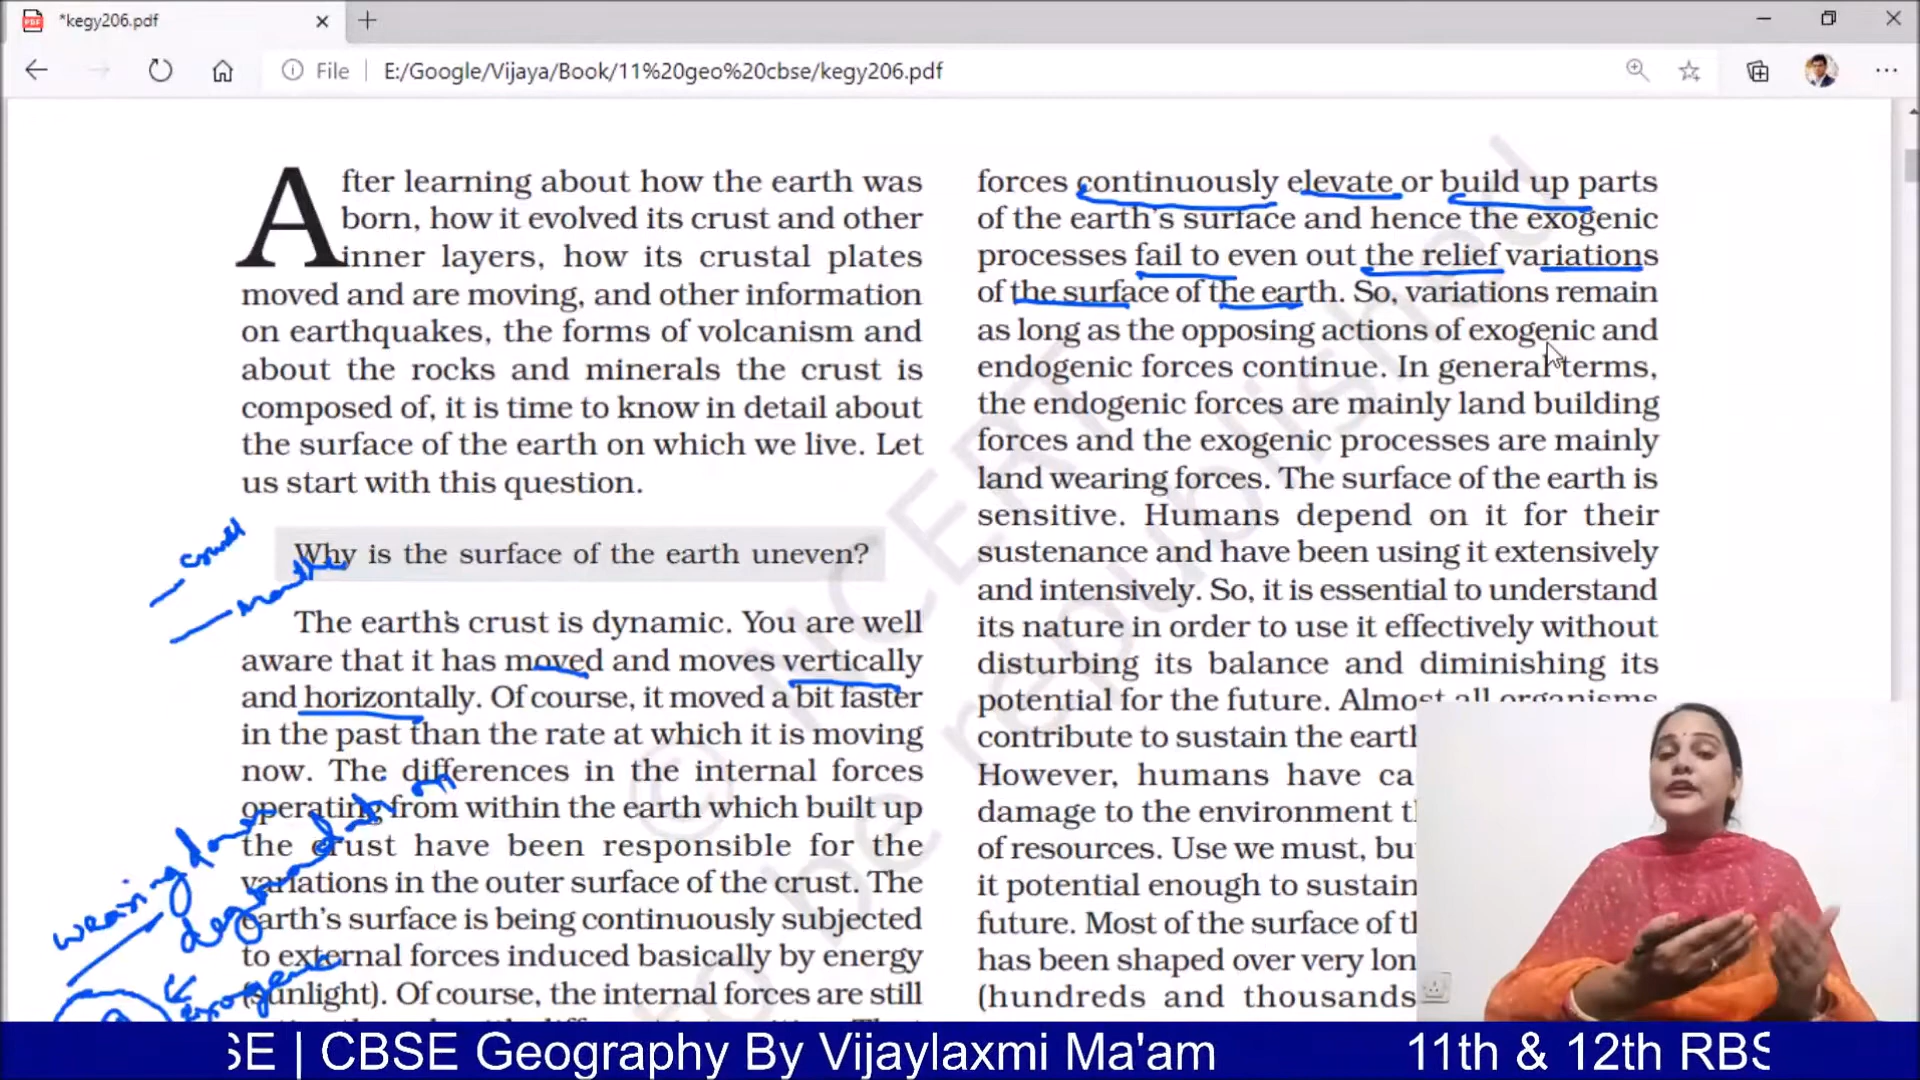 *kegy206.pdf
File
E:/Google/Vijaya/Book/11%20geo%20cbse/kegy206.pdf
After learning about how the earth was
born, how it evolved its crust and other
inner layers, how its crustal plates
moved and are moving, and other information
on earthquakes, the forms of volcanism and
about the rocks and minerals the crust is
composed of, it is time to know in detail about
the surface of the earth on which we live. Let
us start with this question.
Why is the surface of the earth uneven?
The earth's crust is dynamic. You are well
aware that it has moved and moves vertically
and horizontally. Of course, it moved a bit faster
in the past than the rate at which it is moving
now. The differences in the internal forces
operating from within the earth which built up
the crust have been responsible for the
variations in the outer surface of the crust. The
earth's surface is being continuously subjected
to external forces induced basically by energy
(sunlight). Of course, the internal forces are still
crust
mantle
wearing down
degradation
exogenic
forces continuously elevate or build up parts
of the earth's surface and hence the exogenic
processes fail to even out the relief variations
of the surface of the earth. So, variations remain
as long as the opposing actions of exogenic and
endogenic forces continue. In general terms,
the endogenic forces are mainly land building
forces and the exogenic processes are mainly
land wearing forces. The surface of the earth is
sensitive. Humans depend on it for their
sustenance and have been using it extensively
and intensively. So, it is essential to understand
its nature in order to use it effectively without
disturbing its balance and diminishing its
potential for the future. Almost all organisms
contribute to sustain the eart
However, humans have ca
damage to the environment t
of resources. Use we must, bu
it potential enough to sustain
future. Most of the surface of t
has been shaped over very lon
(hundreds and thousands
© NCERT
to be republished
SE | CBSE Geography By Vijaylaxmi Ma'am 11th & 12th RBS